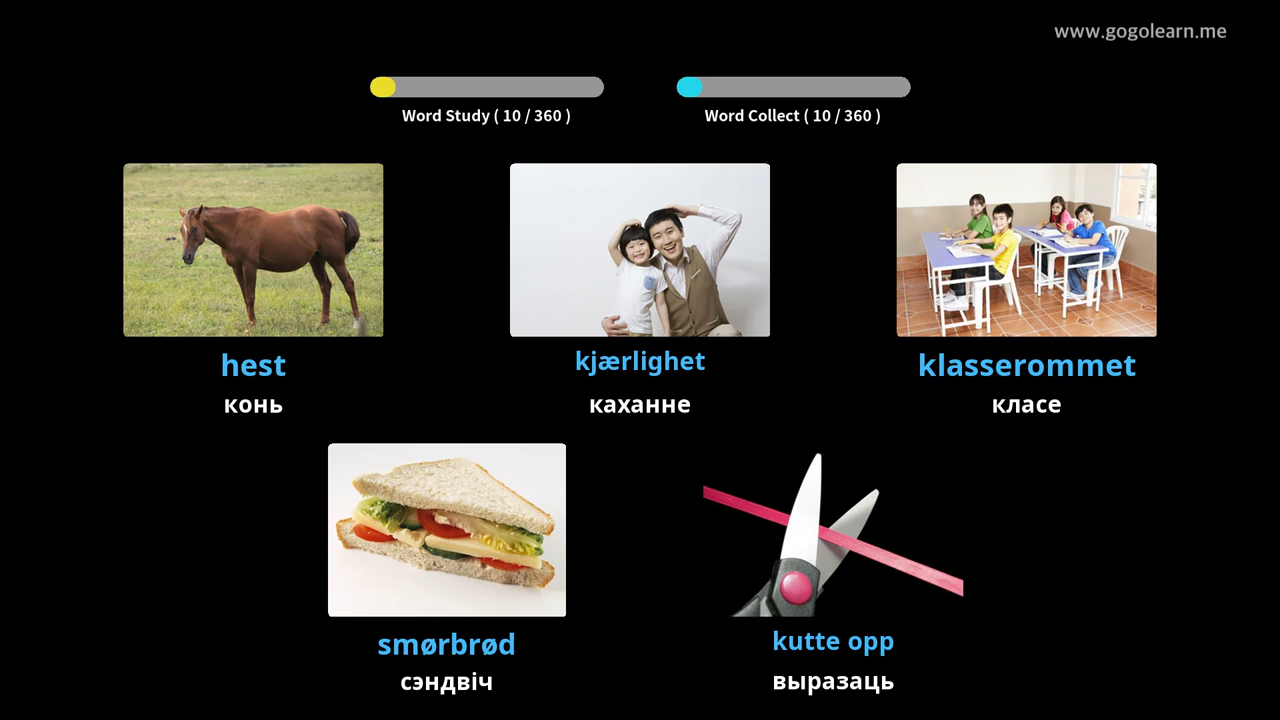 www.gogolearn.me
Word Study ( 10 / 360 )
Word Collect ( 10 / 360 )
hest
конь
kjærlighet
каханне
klasserommet
класе
smørbrød
сэндвіч
kutte opp
выразаць